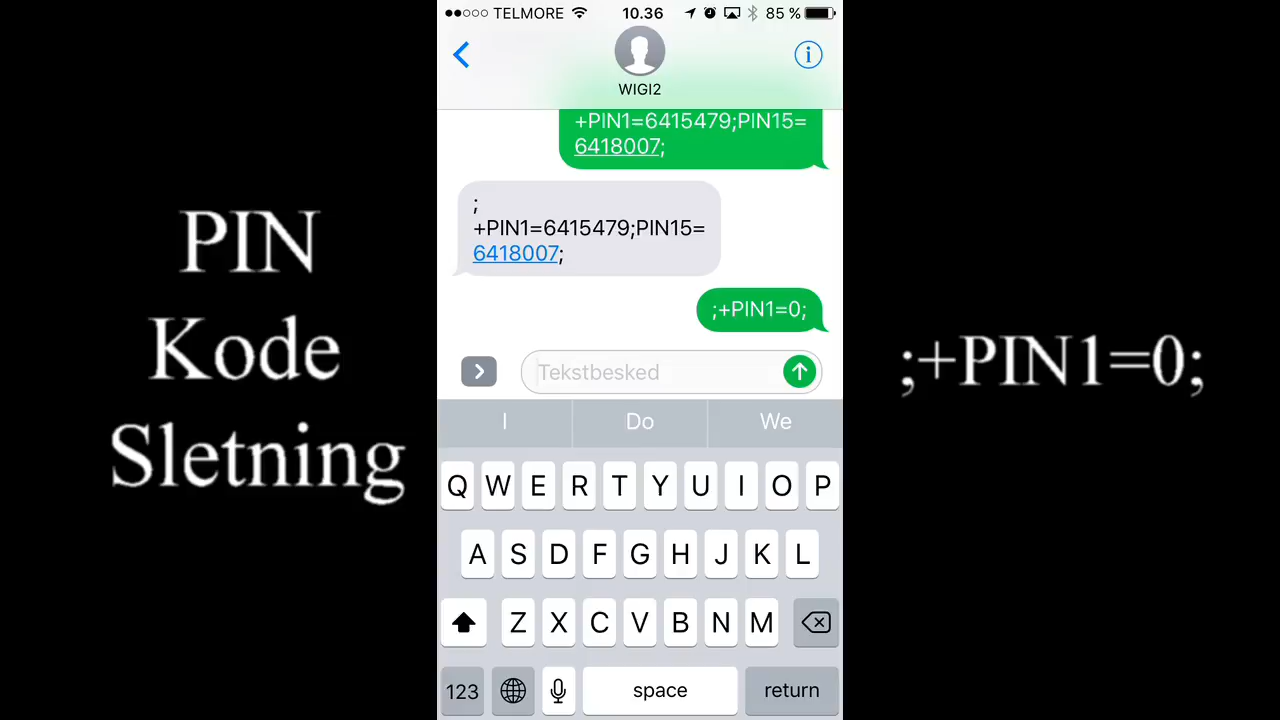 TELMORE 10.36 85 %
WIGI2
+PIN1=6415479;PIN15=
6418007;
;
+PIN1=6415479;PIN15=
6418007;
;+PIN1=0;
Tekstbesked
I Do We
Q W E R T Y U I O P
A S D F G H J K L
Z X C V B N M
123 space return
PIN
Kode
Sletning
;+PIN1=0;